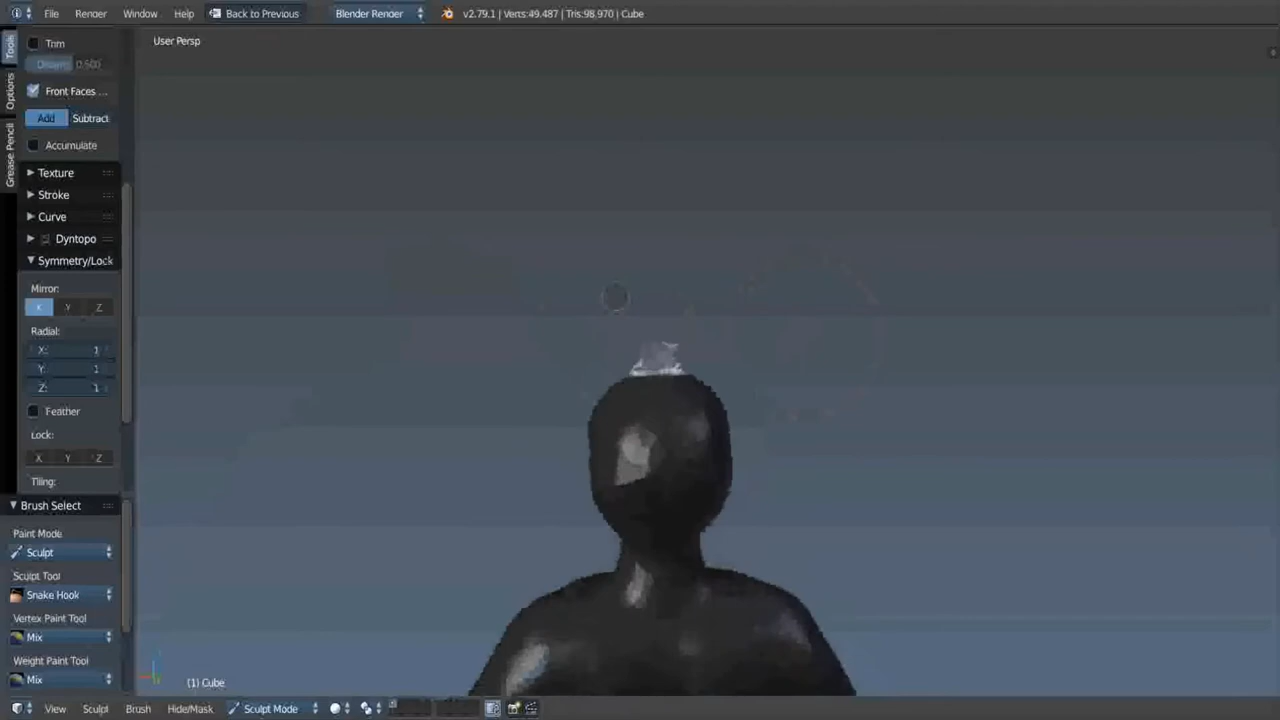 File Render Window Help Back to Previous Blender Render v2.79.1 | Verts:49.487 | Tris:98.970 | Cube
User Persp
Tools
Options
Grease Pencil
Trim
0.500
Front Faces ...
Add Subtract
Accumulate
Texture
Stroke
Curve
Dyntopo
Symmetry/Lock
Mirror:
X Y Z
Radial:
X: 1
Y: 1
Z: 1
Feather
Lock:
X Y Z
Tiling:
Brush Select
Paint Mode
Sculpt
Sculpt Tool
Snake Hook
Vertex Paint Tool
Mix
Weight Paint Tool
Mix
(1) Cube
View Sculpt Brush Hide/Mask Sculpt Mode